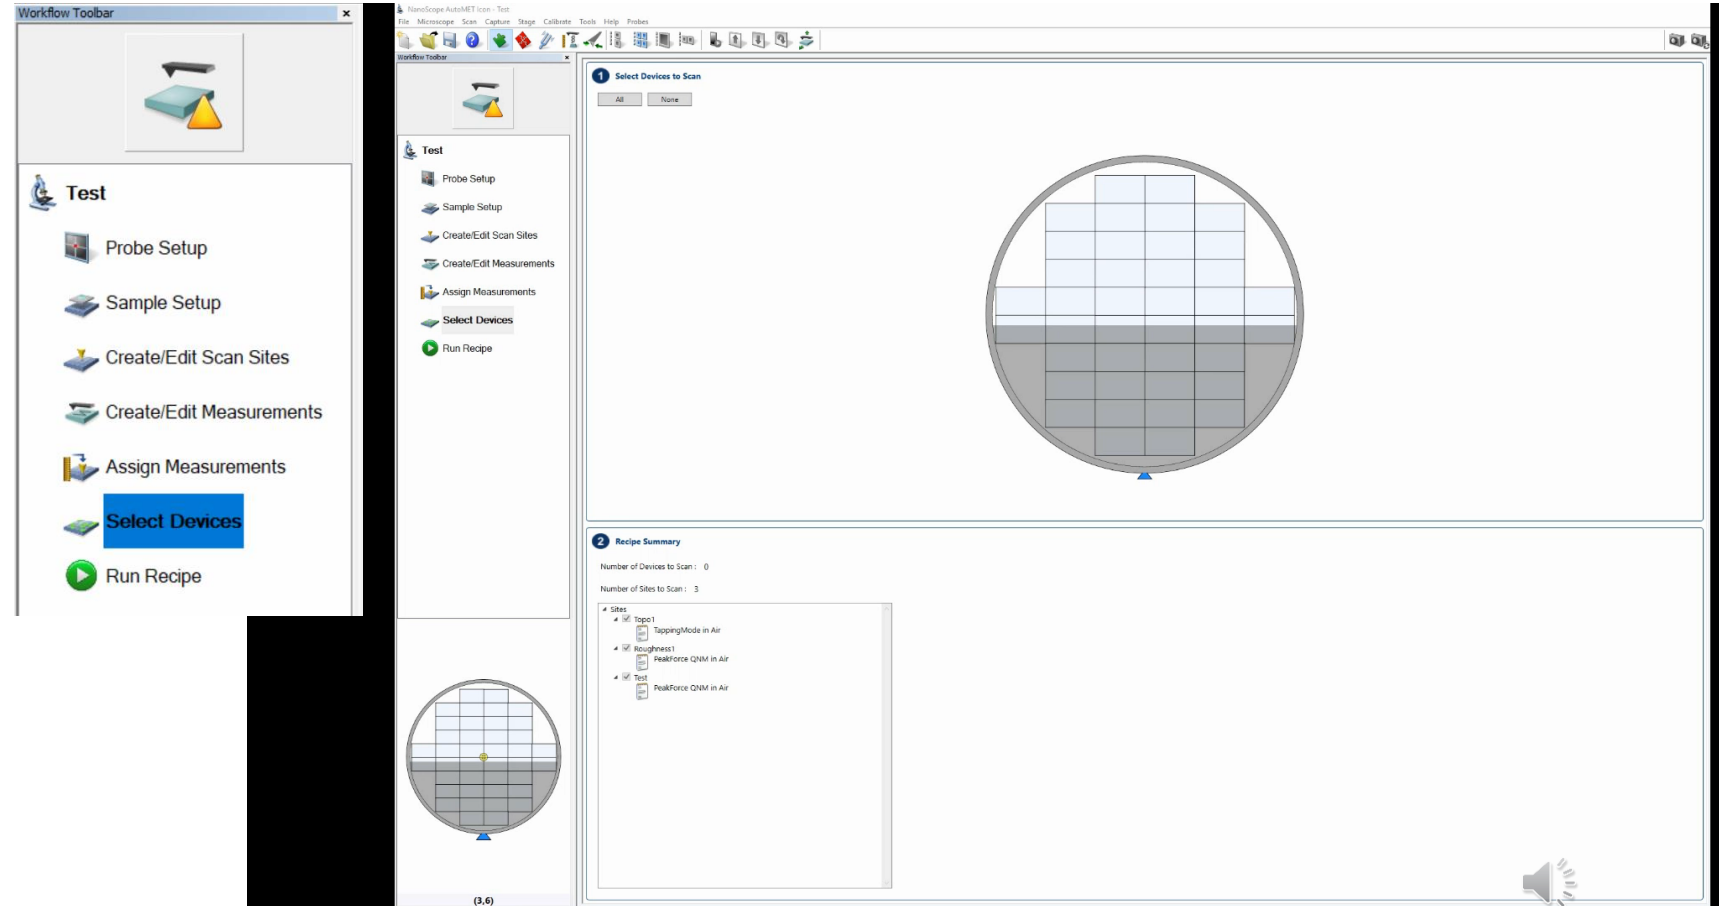 Workflow Toolbar
Test
Probe Setup
Sample Setup
Create/Edit Scan Sites
Create/Edit Measurements
Assign Measurements
Select Devices
Run Recipe
NanoScope AutoMET Icon - Test
File Microscope Scan Capture Stage Calibrate Tools Help Probes
Workflow Toolbar
Test
Probe Setup
Sample Setup
Create/Edit Scan Sites
Create/Edit Measurements
Assign Measurements
Select Devices
Run Recipe
(3,6)
1 Select Devices to Scan
All None
2 Recipe Summary
Number of Devices to Scan : 0
Number of Sites to Scan : 3
Sites
Topo1
TappingMode in Air
Roughness1
PeakForce QNM in Air
Test
PeakForce QNM in Air